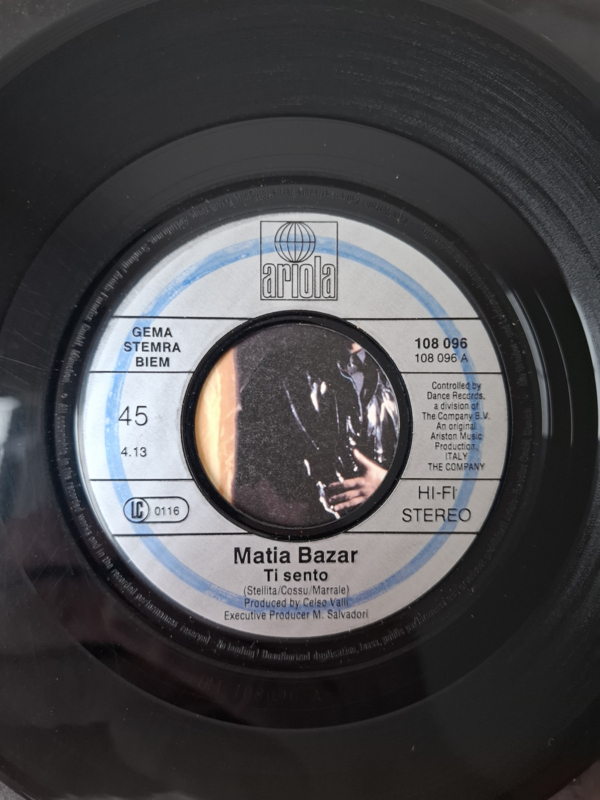 ariola
GEMA
STEMRA
BIEM
108 096
108 096 A
45
4.13
Controlled by
Dance Records,
a division of
The Company B.V.
An original
Ariston Music
Production,
ITALY
THE COMPANY
LC 0116
HI-FI
STEREO
Matia Bazar
Ti sento
(Stellita/Cossu/Marrale)
Produced by Celso Valli
Executive Producer M. Salvadori